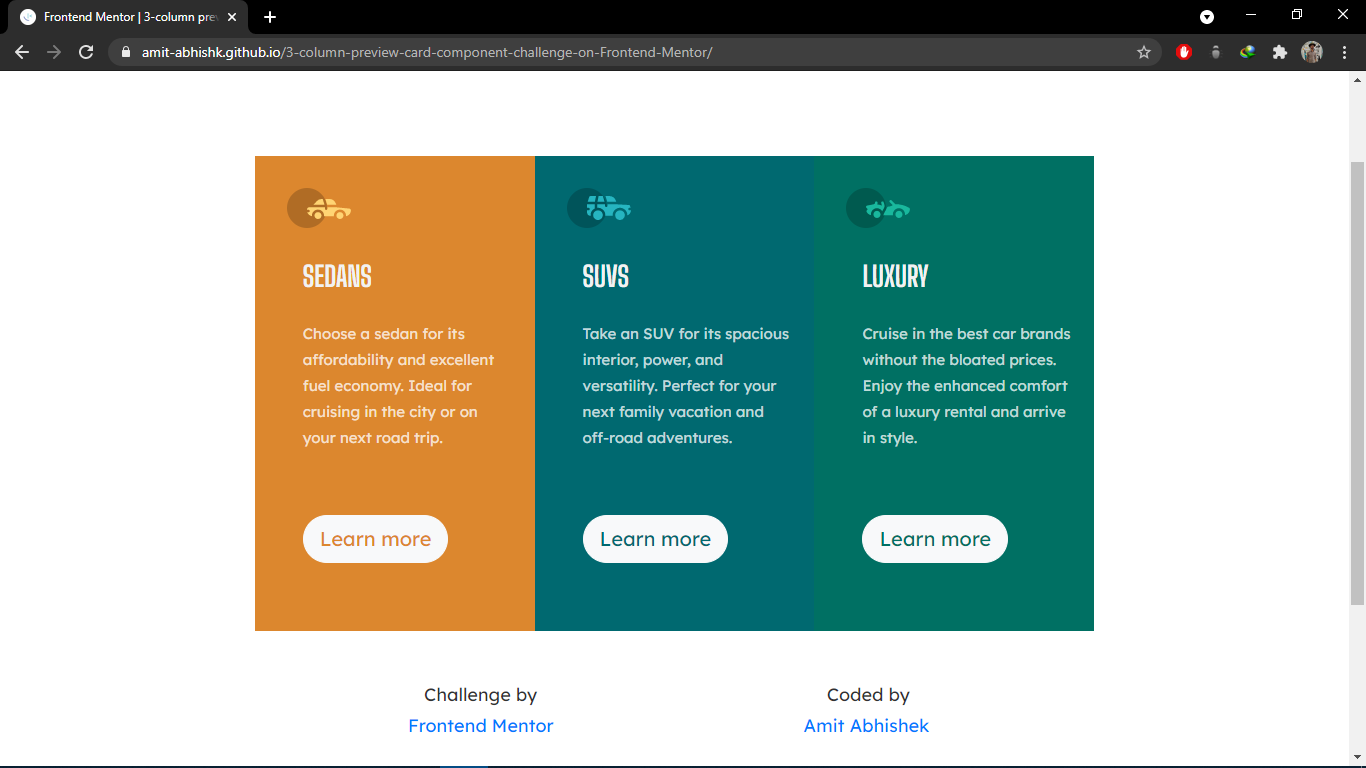 Frontend Mentor | 3-column prev
amit-abhishk.github.io/3-column-preview-card-component-challenge-on-Frontend-Mentor/
SEDANS
Choose a sedan for its
affordability and excellent
fuel economy. Ideal for
cruising in the city or on
your next road trip.
Learn more
SUVS
Take an SUV for its spacious
interior, power, and
versatility. Perfect for your
next family vacation and
off-road adventures.
Learn more
LUXURY
Cruise in the best car brands
without the bloated prices.
Enjoy the enhanced comfort
of a luxury rental and arrive
in style.
Learn more
Challenge by
Frontend Mentor
Coded by
Amit Abhishek